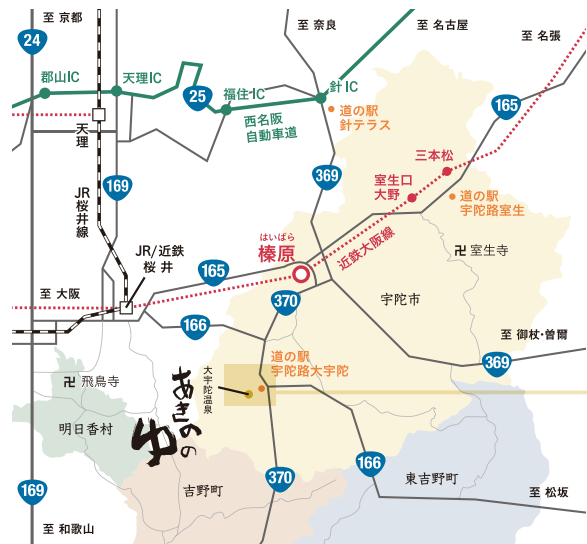 至 京都
至 奈良
至 名古屋
至 名張
24
郡山IC
天理IC
福住IC
針IC
25
西名阪
自動車道
道の駅
針テラス
165
天理
三本松
169
JR
桜井線
369
室生口
大野
道の駅
宇陀路室生
JR/近鉄
桜 井
はいばら
榛原
近鉄大阪線
卍 室生寺
165
至 大阪
370
宇陀市
166
至 御杖・曽爾
369
道の駅
宇陀路大宇陀
大宇陀温泉
あきのの
ゆ
卍 飛鳥寺
明日香村
166
東吉野町
370
吉野町
169
至 松坂
至 和歌山